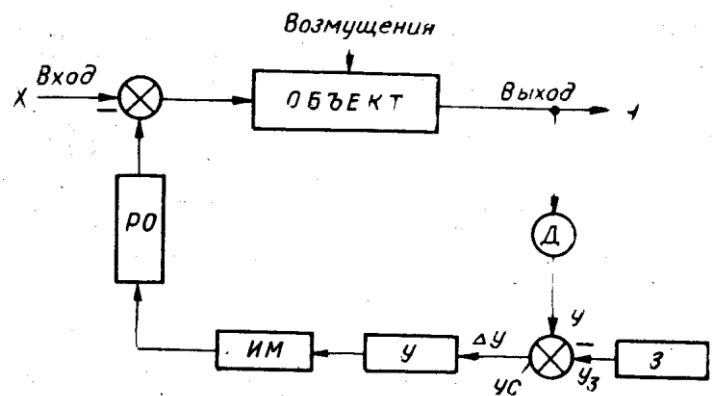 Возмущения
Вход
X
ОБЪЕКТ
Выход
РО
Д
У
ΔУ
ИМ
У
УС
Уз
З